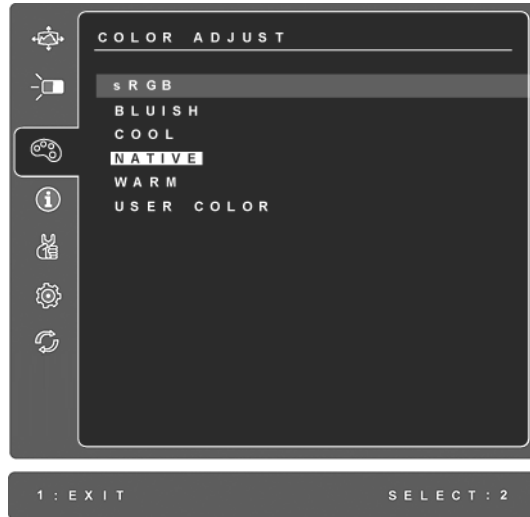 COLOR ADJUST
sRGB
BLUISH
COOL
NATIVE
WARM
USER COLOR
1:EXIT
SELECT:2